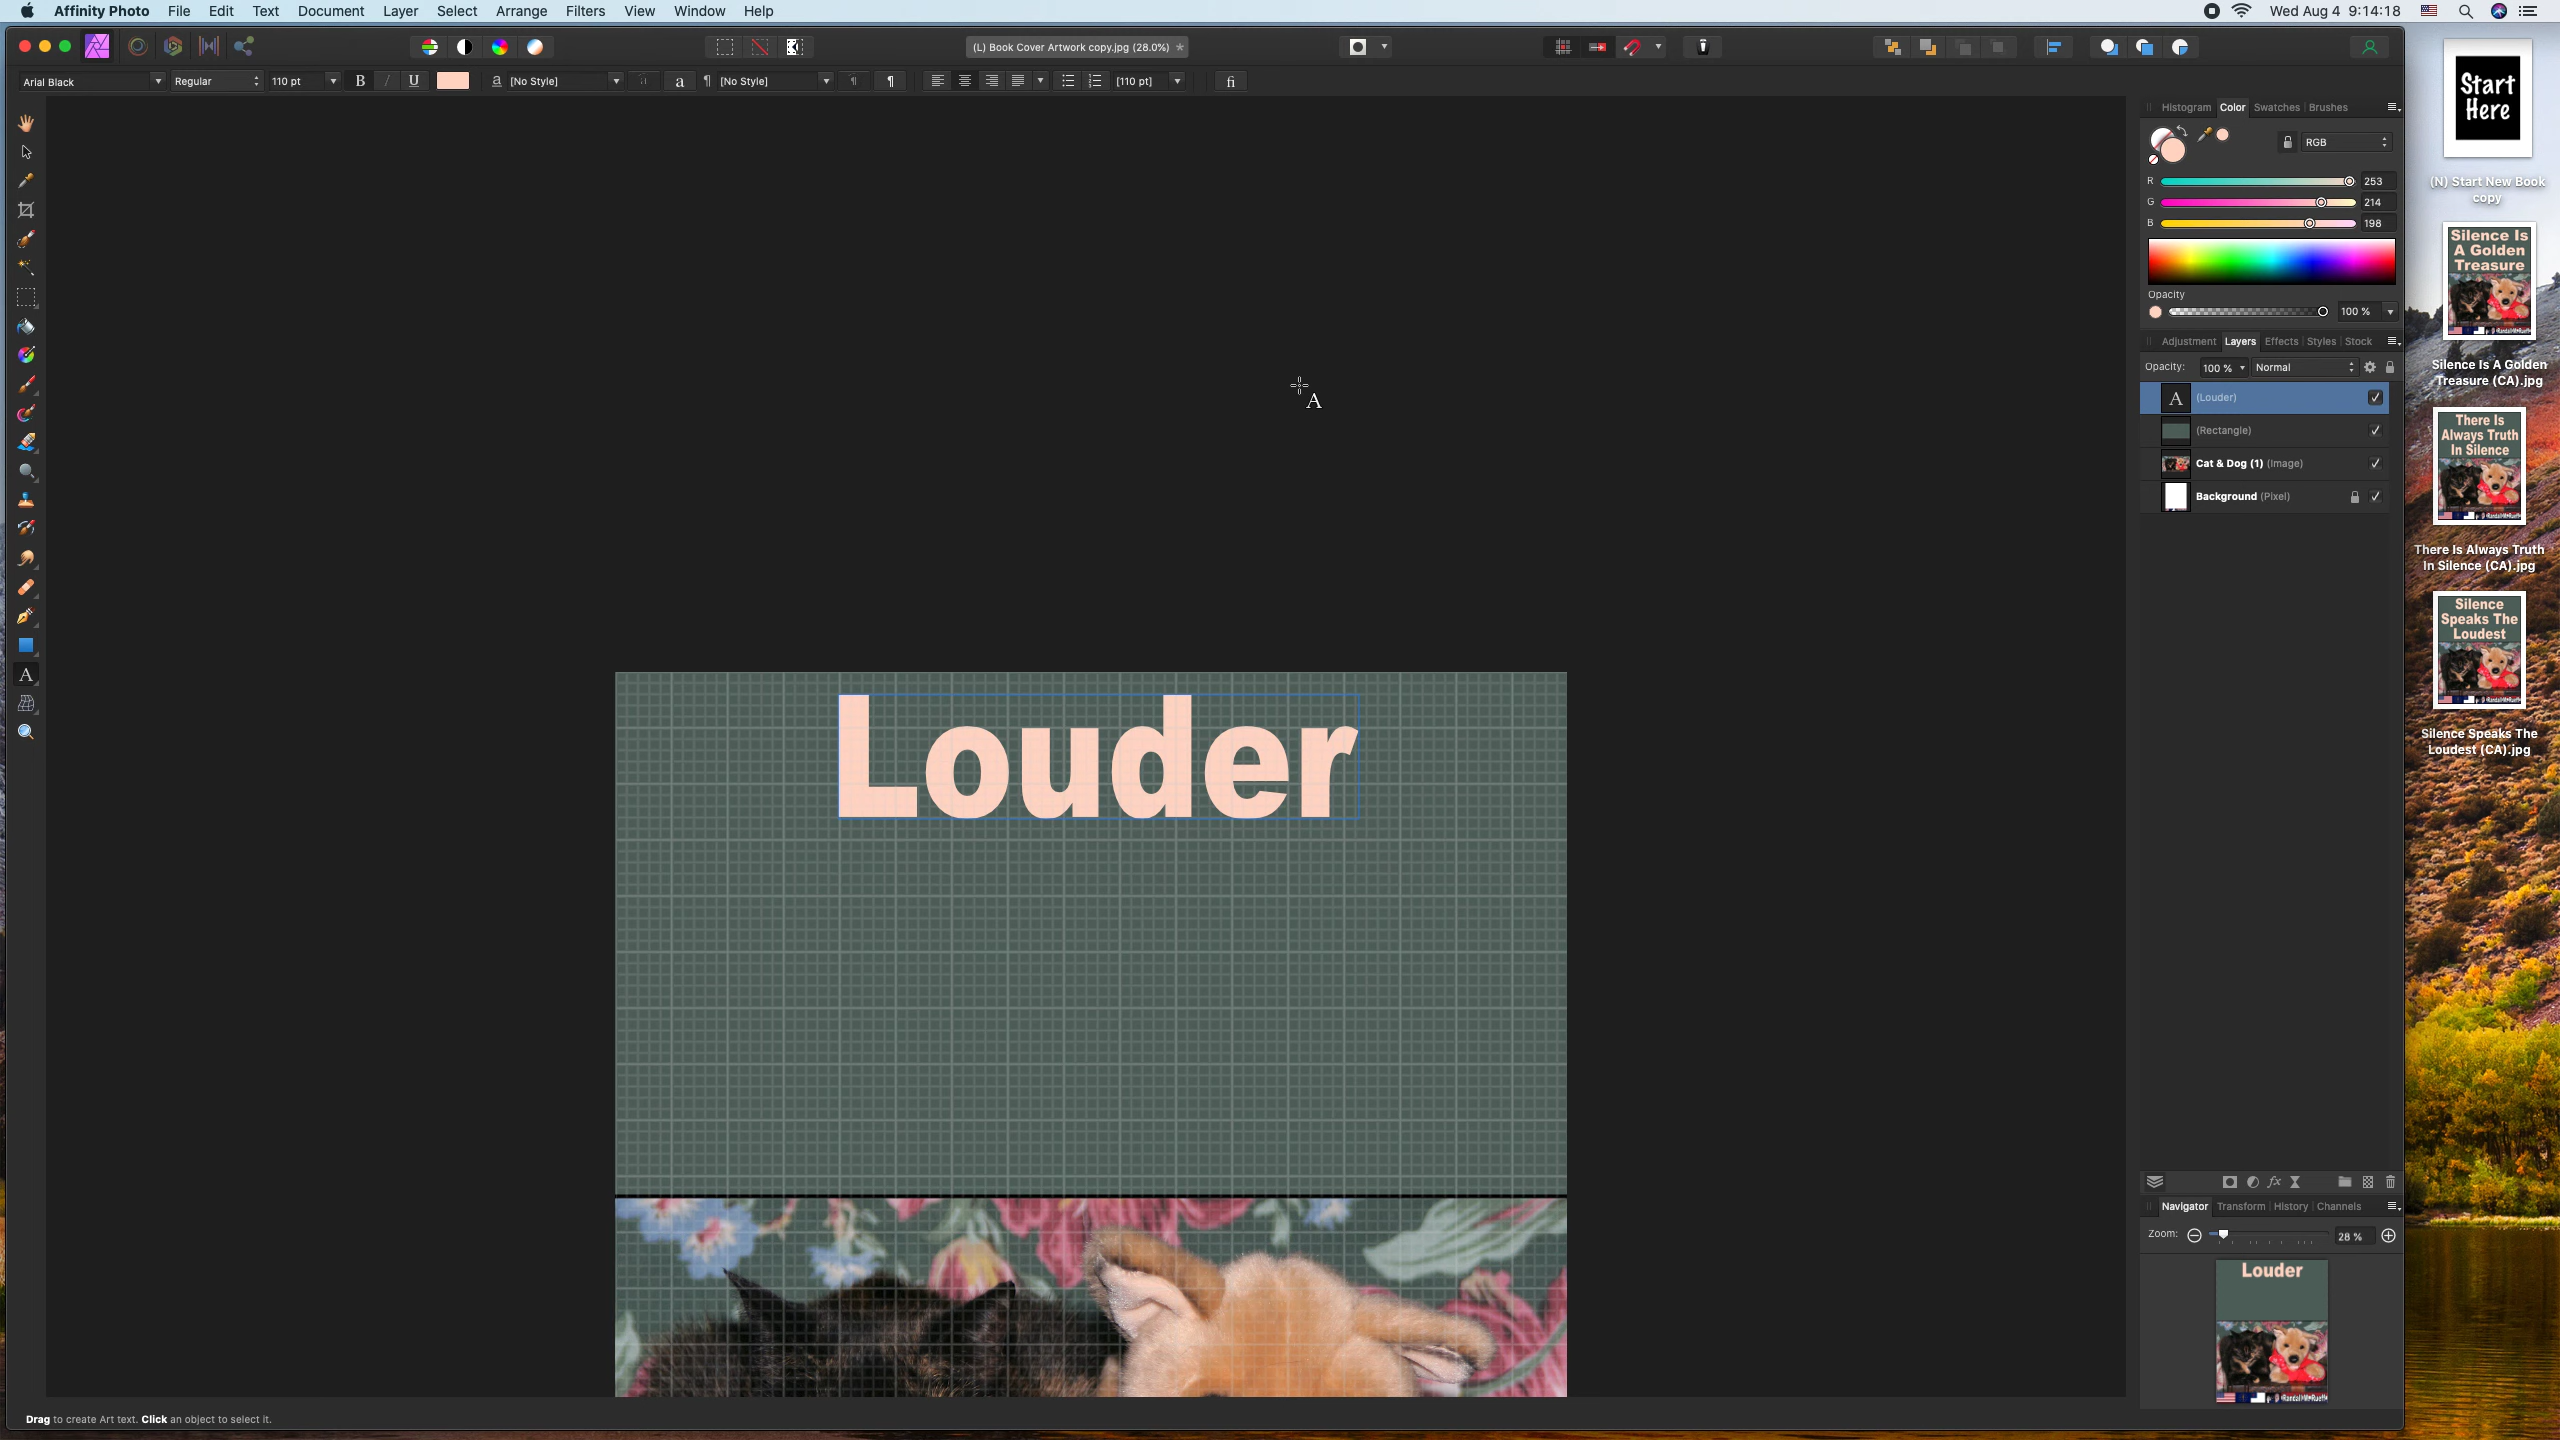 Affinity Photo File Edit Text Document Layer Select Arrange Filters View Window Help
Wed Aug 4 9:14:18
(L) Book Cover Artwork copy.jpg (28.0%)
Arial Black Regular 110 pt B I U a [No Style] a ¶ [No Style] ¶ [110 pt] fi
Histogram Color Swatches Brushes
RGB
R 253
G 214
B 198
Opacity
100 %
Adjustment Layers Effects Styles Stock
Opacity: 100 % Normal
A (Louder)
(Rectangle)
Cat & Dog (1) (Image)
Background (Pixel)
fx
Navigator Transform History Channels
Zoom: 28 %
Louder
Louder
A
A
Drag to create Art text. Click an object to select it.
Start
Here
(N) Start New Book
copy
Silence Is
A Golden
Treasure
Silence Is A Golden
Treasure (CA).jpg
There Is
Always Truth
In Silence
There Is Always Truth
In Silence (CA).jpg
Silence
Speaks The
Loudest
Silence Speaks The
Loudest (CA).jpg